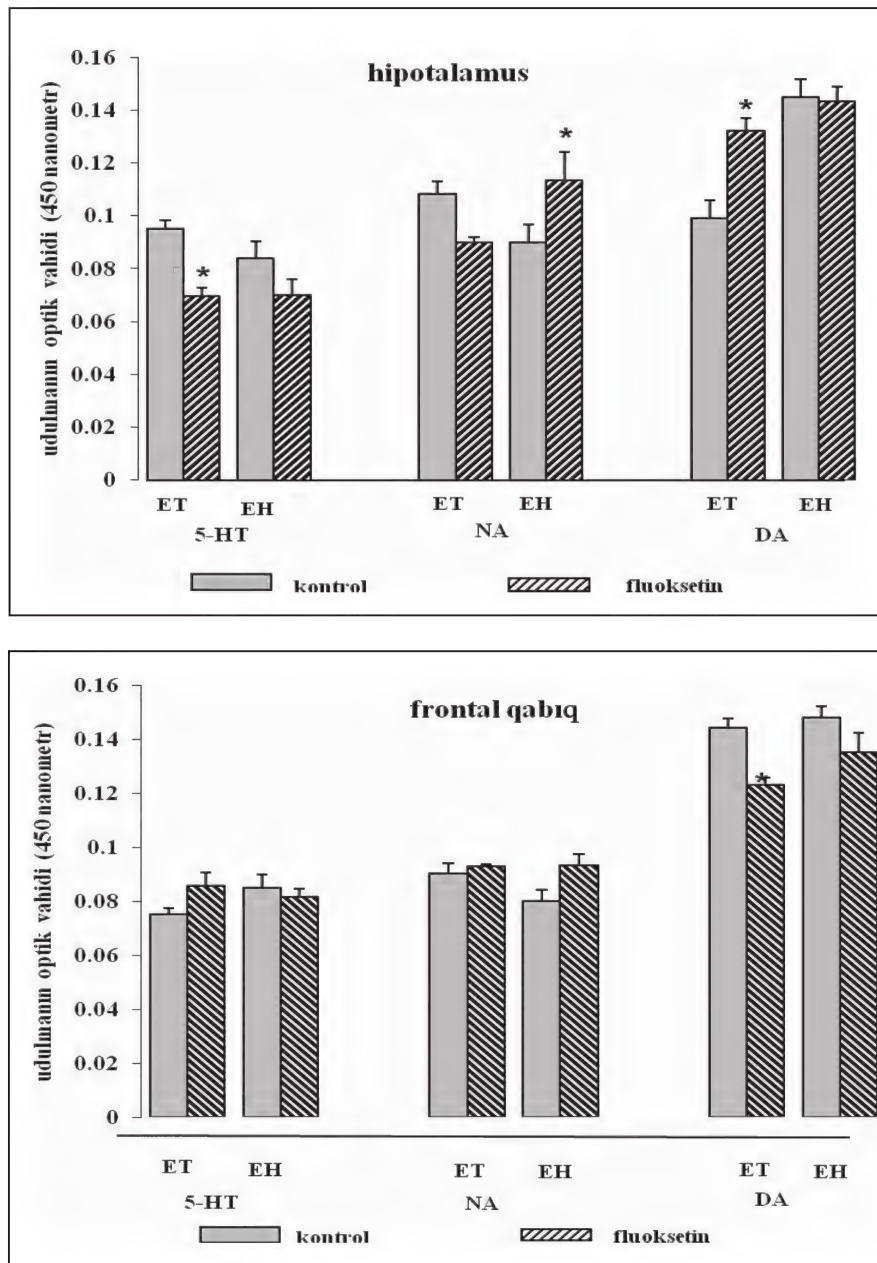 hipotalamus
udulmanın optik vahidi (450 nanometr)
0.16
0.14
0.12
0.1
0.08
0.06
0.04
0.02
0
* * *
ET EH ET EH ET EH
5-HT NA DA
kontrol fluoksetin
frontal qabıq
udulmanın optik vahidi (450 nanometr)
0.16
0.14
0.12
0.1
0.08
0.06
0.04
0.02
0
*
ET EH ET EH ET EH
5-HT NA DA
kontrol fluoksetin